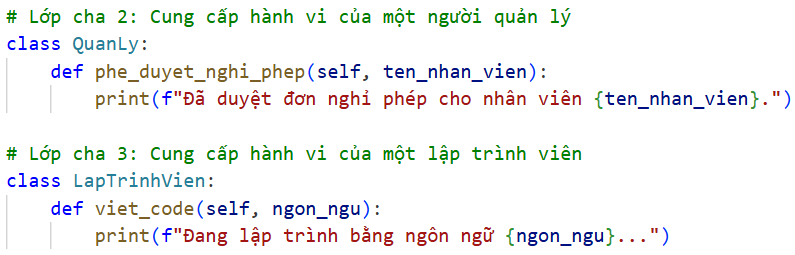 # Lớp cha 2: Cung cấp hành vi của một người quản lý
class QuanLy:
    def phe_duyet_nghi_phep(self, ten_nhan_vien):
        print(f"Đã duyệt đơn nghỉ phép cho nhân viên {ten_nhan_vien}.")

# Lớp cha 3: Cung cấp hành vi của một lập trình viên
class LapTrinhVien:
    def viet_code(self, ngon_ngu):
        print(f"Đang lập trình bằng ngôn ngữ {ngon_ngu}...")